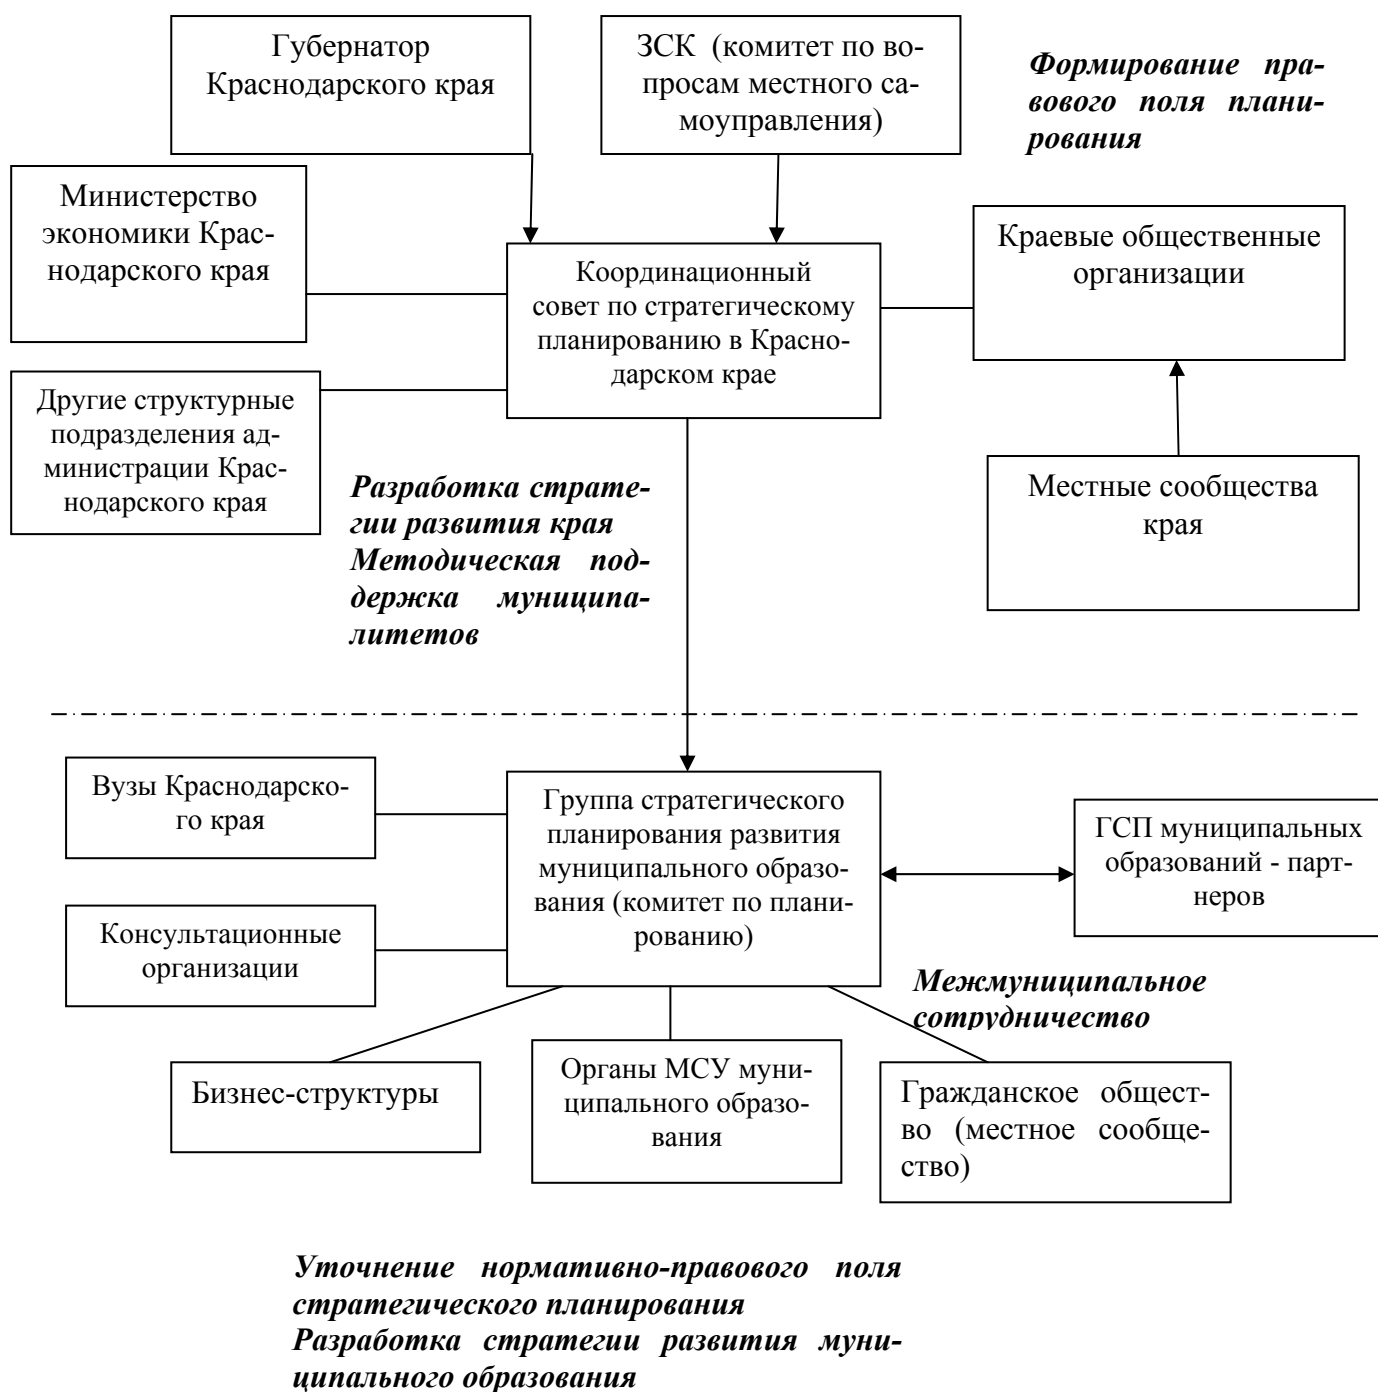 Губернатор
Краснодарского края
ЗСК (комитет по во-
просам местного са-
моуправления)
Формирование пра-
вового поля плани-
рования
Министерство
экономики Крас-
нодарского края
Координационный
совет по стратегическому
планированию в Красно-
дарском крае
Краевые общественные
организации
Другие структурные
подразделения ад-
министрации Крас-
нодарского края
Разработка страте-
гии развития края
Методическая под-
держка муниципа-
литетов
Местные сообщества
края
Вузы Краснодарско-
го края
Группа стратегического
планирования развития
муниципального образо-
вания (комитет по плани-
рованию)
ГСП муниципальных
образований - парт-
неров
Консультационные
организации
Межмуниципальное
сотрудничество
Бизнес-структуры
Органы МСУ муни-
ципального образо-
вания
Гражданское общест-
во (местное сообще-
ство)
Уточнение нормативно-правового поля
стратегического планирования
Разработка стратегии развития муни-
ципального образования